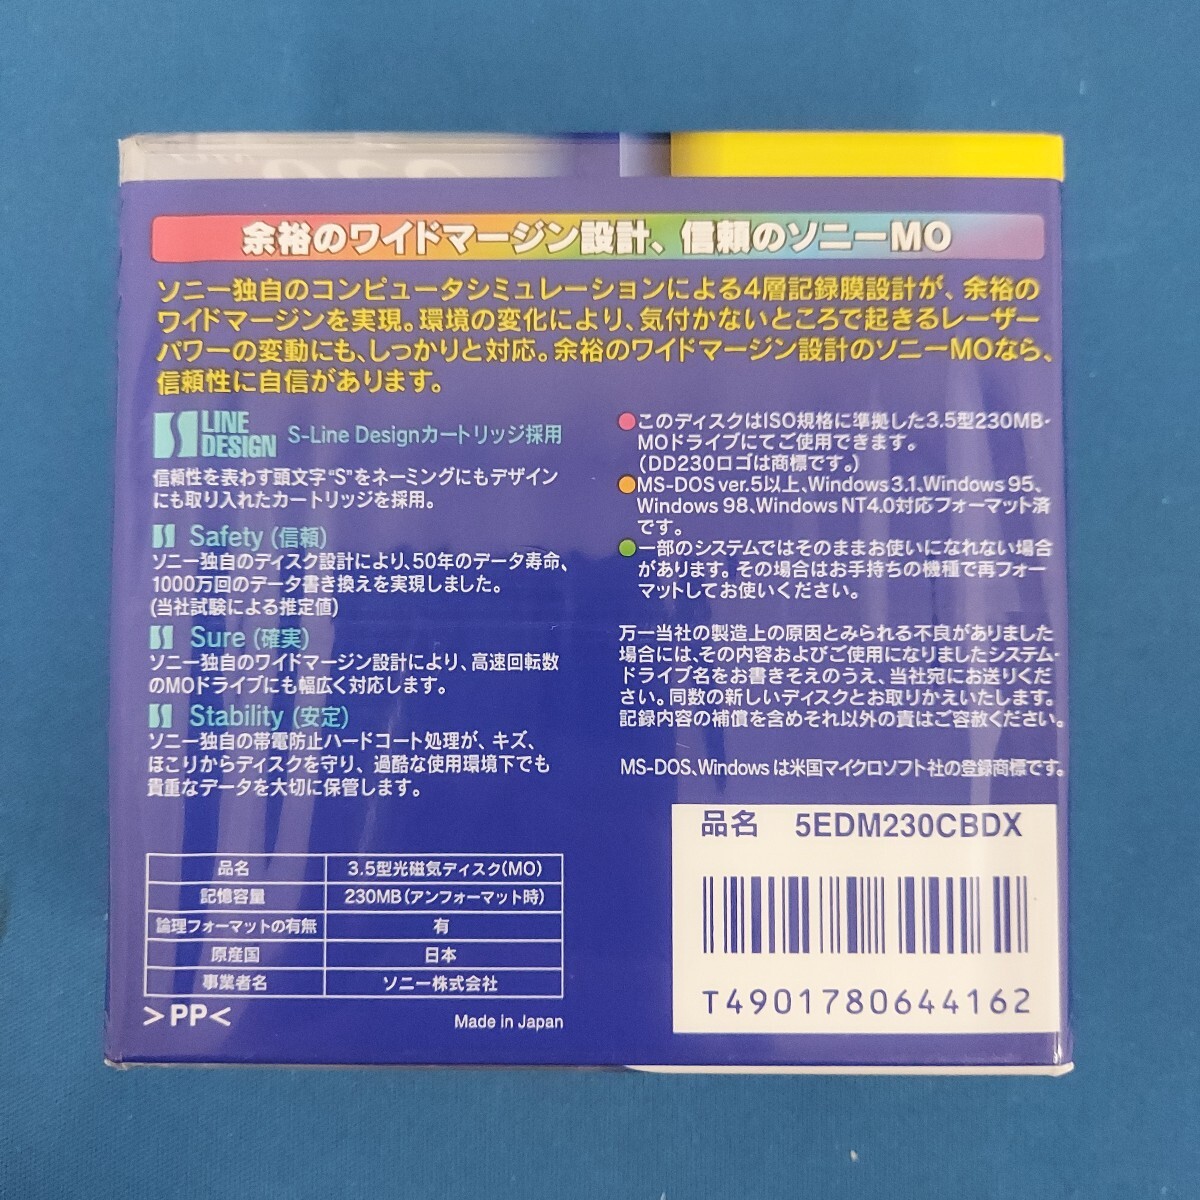 余裕のワイドマージン設計、信頼のソニーMO
ソニー独自のコンピュータシミュレーションによる4層記録膜設計が、余裕の
ワイドマージンを実現。環境の変化により、気付かないところで起きるレーザー
パワーの変動にも、しっかりと対応。余裕のワイドマージン設計のソニーMOなら、
信頼性に自信があります。
S LINE
DESIGN
S-Line Designカートリッジ採用
信頼性を表わす頭文字“S”をネーミングにもデザイン
にも取り入れたカートリッジを採用。
S Safety (信頼)
ソニー独自のディスク設計により、50年のデータ寿命、
1000万回のデータ書き換えを実現しました。
(当社試験による推定値)
S Sure (確実)
ソニー独自のワイドマージン設計により、高速回転数
のMOドライブにも幅広く対応します。
S Stability (安定)
ソニー独自の帯電防止ハードコート処理が、キズ、
ほこりからディスクを守り、過酷な使用環境下でも
貴重なデータを大切に保管します。
品名 3.5型光磁気ディスク(MO)
記憶容量 230MB(アンフォーマット時)
論理フォーマットの有無 有
原産国 日本
事業者名 ソニー株式会社
>PP<
Made in Japan
●このディスクはISO規格に準拠した3.5型230MB・
MOドライブにてご使用できます。
(DD230ロゴは商標です。)
●MS-DOS ver.5以上、Windows 3.1、Windows 95、
Windows 98、Windows NT4.0対応フォーマット済
です。
●一部のシステムではそのままお使いになれない場合
があります。その場合はお手持ちの機種で再フォー
マットしてお使いください。
万一当社の製造上の原因とみられる不良がありました
場合には、その内容およびご使用になりましたシステム・
ドライブ名をお書きそえのうえ、当社宛にお送りくだ
さい。同数の新しいディスクとお取りかえいたします。
記録内容の補償を含めそれ以外の責はご容赦ください。
MS-DOS、Windows は米国マイクロソフト社の登録商標です。
品名 5EDM230CBDX
T4901780644162